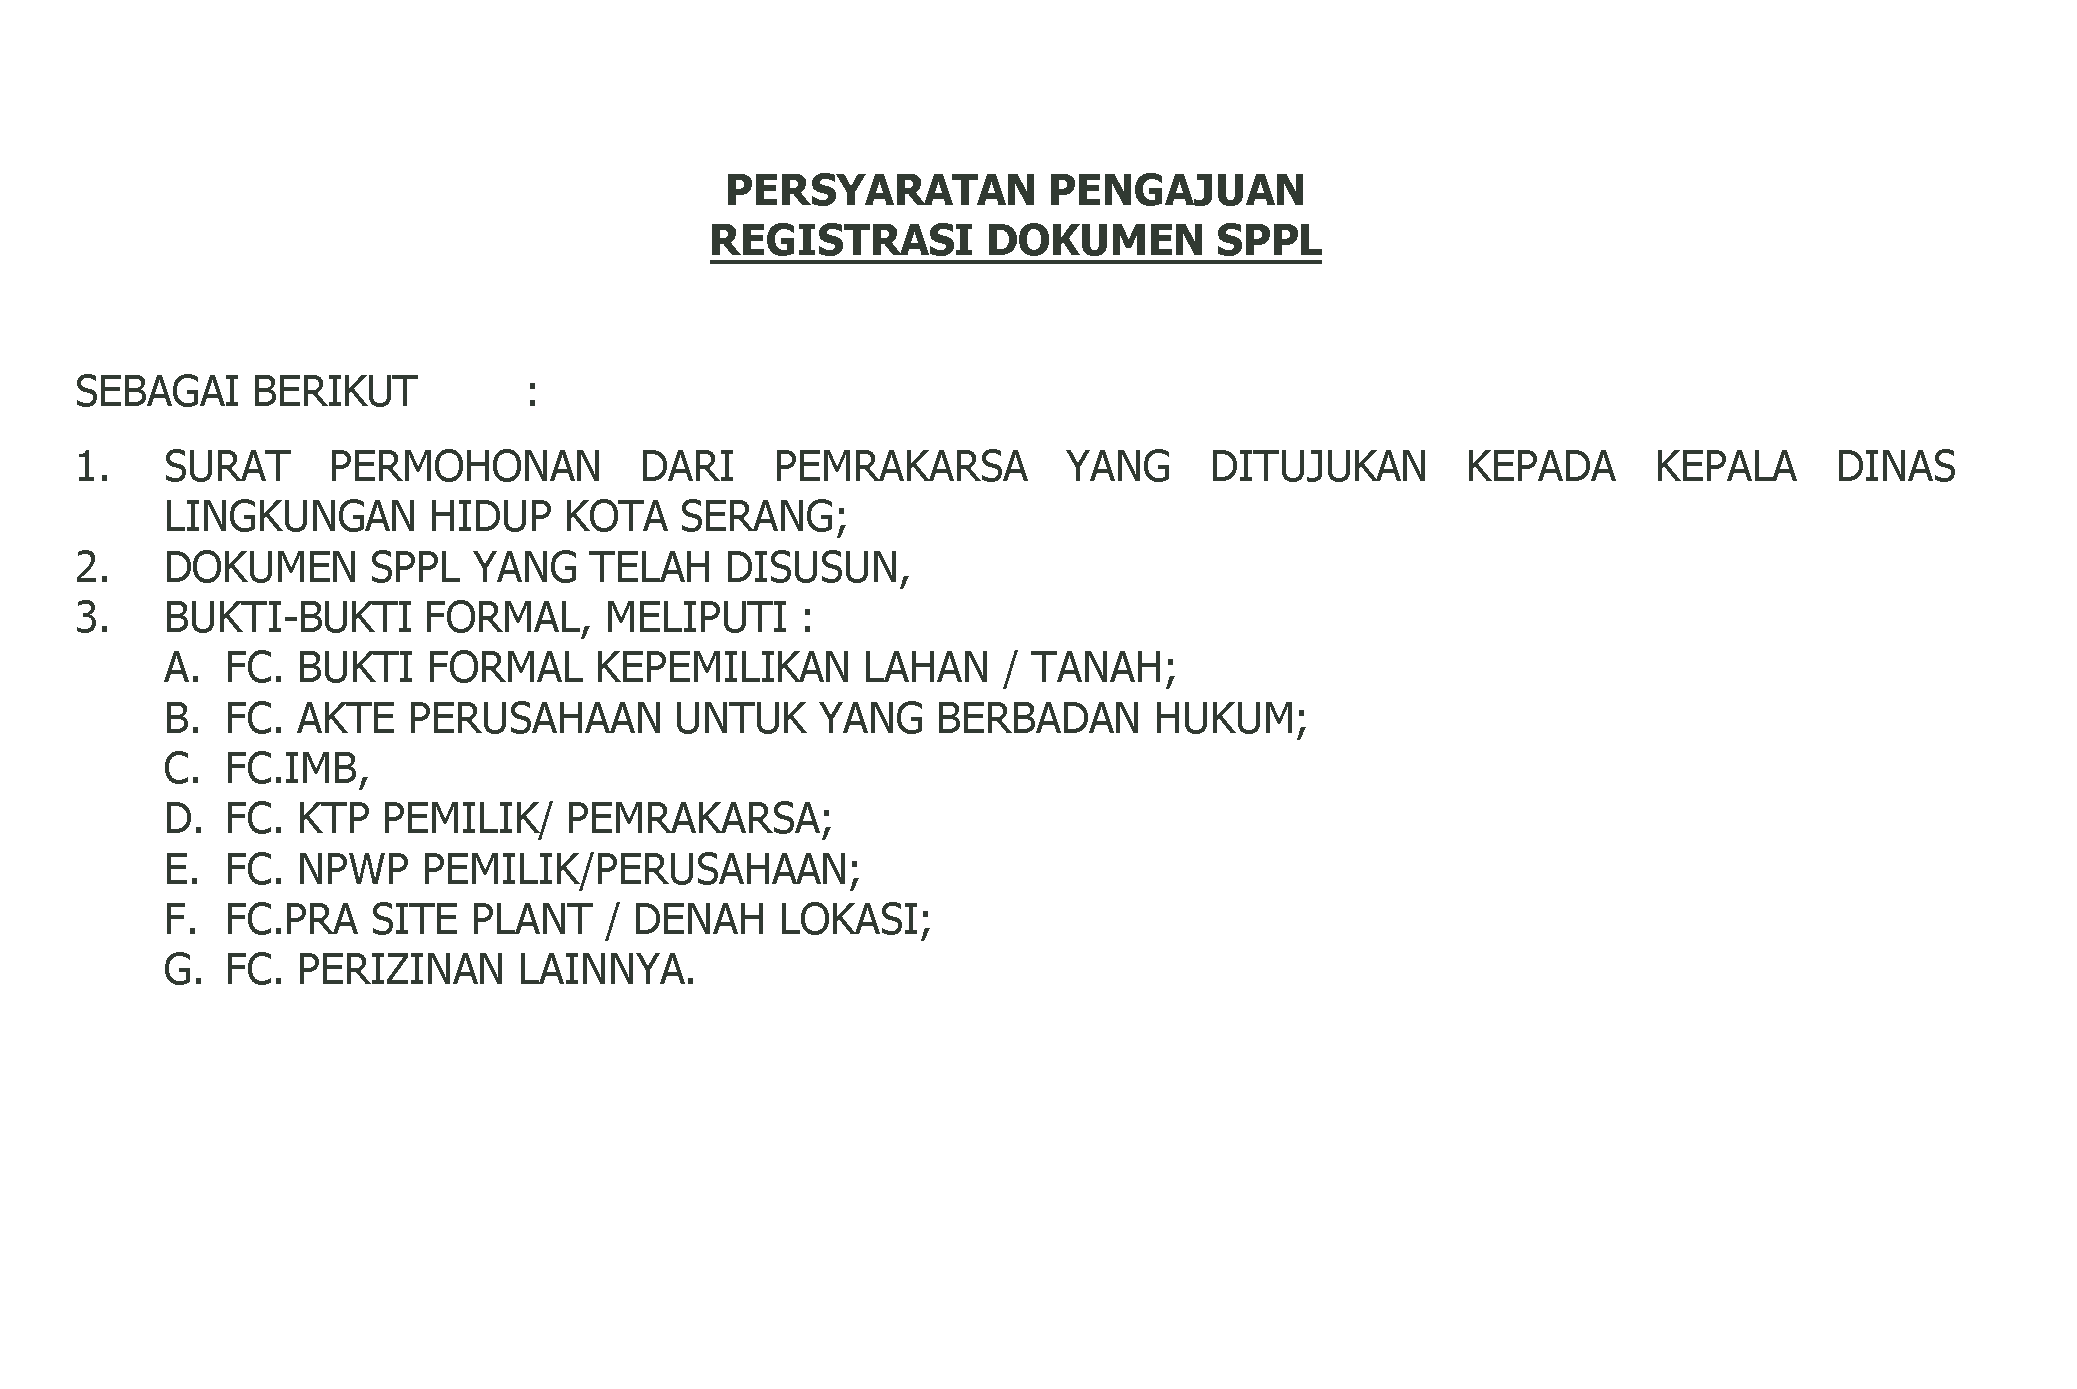 PERSYARATAN PENGAJUAN
REGISTRASI DOKUMEN SPPL
SEBAGAI BERIKUT :
1. SURAT PERMOHONAN DARI PEMRAKARSA YANG DITUJUKAN KEPADA KEPALA DINAS
LINGKUNGAN HIDUP KOTA SERANG;
2. DOKUMEN SPPL YANG TELAH DISUSUN,
3. BUKTI-BUKTI FORMAL, MELIPUTI :
A. FC. BUKTI FORMAL KEPEMILIKAN LAHAN / TANAH;
B. FC. AKTE PERUSAHAAN UNTUK YANG BERBADAN HUKUM;
C. FC.IMB,
D. FC. KTP PEMILIK/ PEMRAKARSA;
E. FC. NPWP PEMILIK/PERUSAHAAN;
F. FC.PRA SITE PLANT / DENAH LOKASI;
G. FC. PERIZINAN LAINNYA.